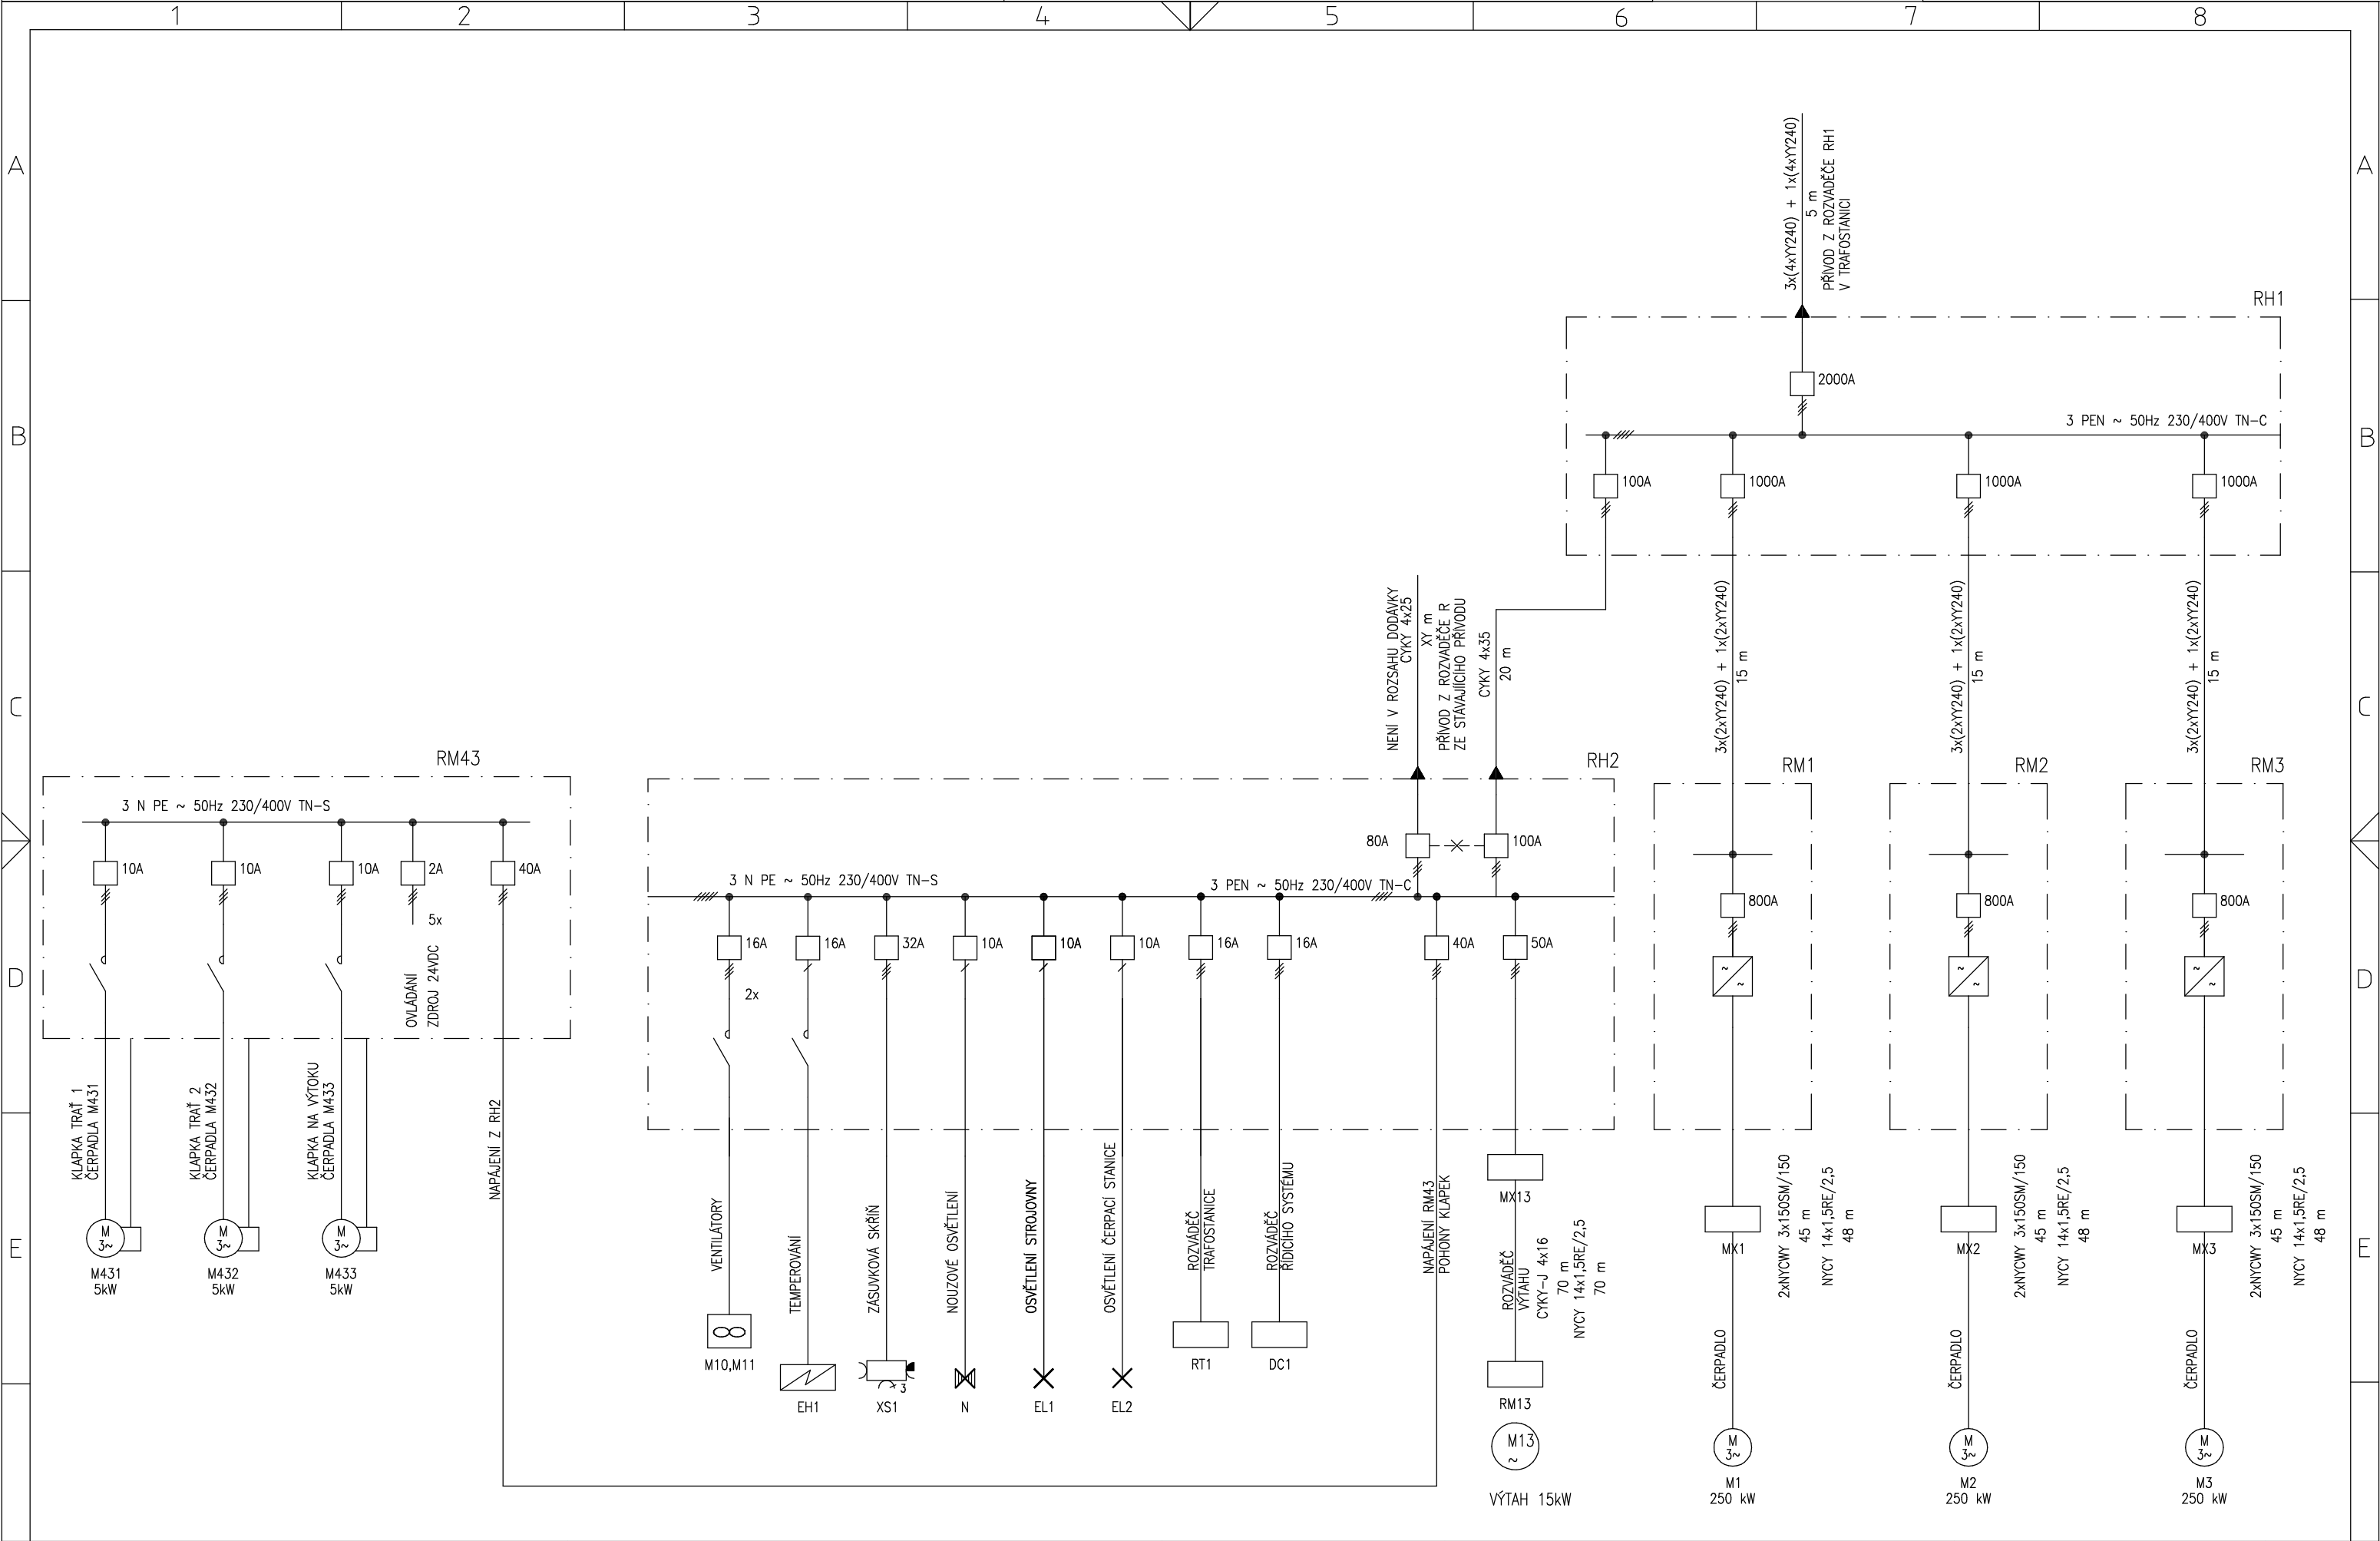 1 2 3 4 5 6 7 8
A A
B B
C C
D D
E E
3x(4xYY240) + 1x(4xYY240)
5 m
PŘÍVOD Z ROZVADĚČE RH1
V TRAFOSTANICI
RH1
2000A
3 PEN ~ 50Hz 230/400V TN-C
100A
1000A
1000A
1000A
NENÍ V ROZSAHU DODÁVKY
CYKY 4x25
XY m
PŘÍVOD Z ROZVADĚČE R
ZE STÁVAJÍÍCÍHO PŘÍVODU
CYKY 4x35
20 m
3x(2xYY240) + 1x(2xYY240)
15 m
3x(2xYY240) + 1x(2xYY240)
15 m
3x(2xYY240) + 1x(2xYY240)
15 m
RM43
3 N PE ~ 50Hz 230/400V TN-S
10A
10A
10A
2A
40A
5x
OVLÁDÁNÍ
ZDROJ 24VDC
KLAPKA TRAŤ 1
ČERPADLA M431
KLAPKA TRAŤ 2
ČERPADLA M432
KLAPKA NA VÝTOKU
ČERPADLA M433
NAPÁJENÍ Z RH2
M
3~
M431
5kW
M
3~
M432
5kW
M
3~
M433
5kW
RH2
80A
100A
3 N PE ~ 50Hz 230/400V TN-S
3 PEN ~ 50Hz 230/400V TN-C
16A
16A
32A
10A
10A
10A
16A
16A
40A
50A
2x
VENTILÁTORY
TEMPEROVÁNÍ
ZÁSUVKOVÁ SKŘÍŇ
NOUZOVÉ OSVĚTLENÍ
OSVĚTLENÍ STROJOVNY
OSVĚTLENÍ ČERPACÍ STANICE
ROZVÁDĚČ
TRAFOSTANICE
ROZVÁDĚČ
ŘÍDICÍHO SYSTÉMU
NAPÁJENÍ RM43
POHONY KLAPEK
MX13
ROZVÁDĚČ
VÝTAHU
CYKY-J 4x16
70 m
NYCY 14x1,5RE/2,5
70 m
M10,M11
EH1
3
XS1
N
EL1
EL2
RT1
DC1
RM13
M13
~
VÝTAH 15kW
RM1
800A
~
~
MX1
2xNYCWY 3x150SM/150
45 m
NYCY 14x1,5RE/2,5
48 m
ČERPADLO
M
3~
M1
250 kW
RM2
800A
~
~
MX2
2xNYCWY 3x150SM/150
45 m
NYCY 14x1,5RE/2,5
48 m
ČERPADLO
M
3~
M2
250 kW
RM3
800A
~
~
MX3
2xNYCWY 3x150SM/150
45 m
NYCY 14x1,5RE/2,5
48 m
ČERPADLO
M
3~
M3
250 kW